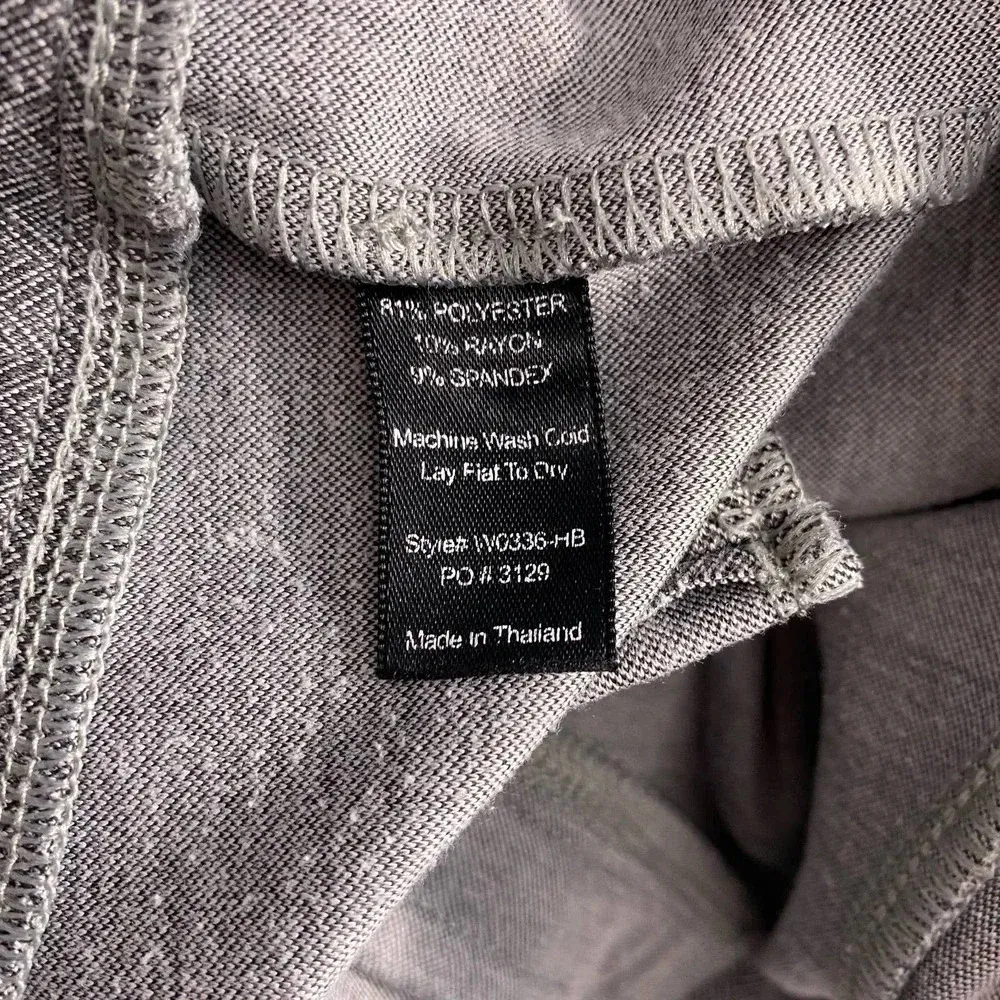 81% POLYESTER
10% RAYON
9% SPANDEX
Machine Wash Cold
Lay Flat To Dry
Style# W0336-HB
PO # 3129
Made In Thailand